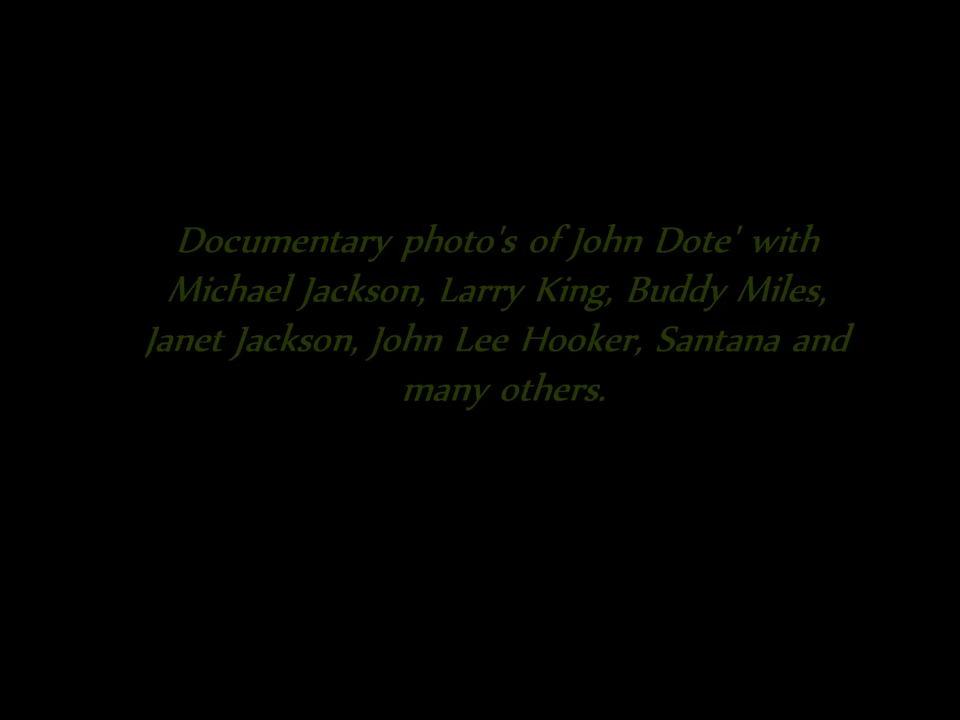 Documentary photo's of John Dote' with
Michael Jackson, Larry King, Buddy Miles,
Janet Jackson, John Lee Hooker, Santana and
many others.